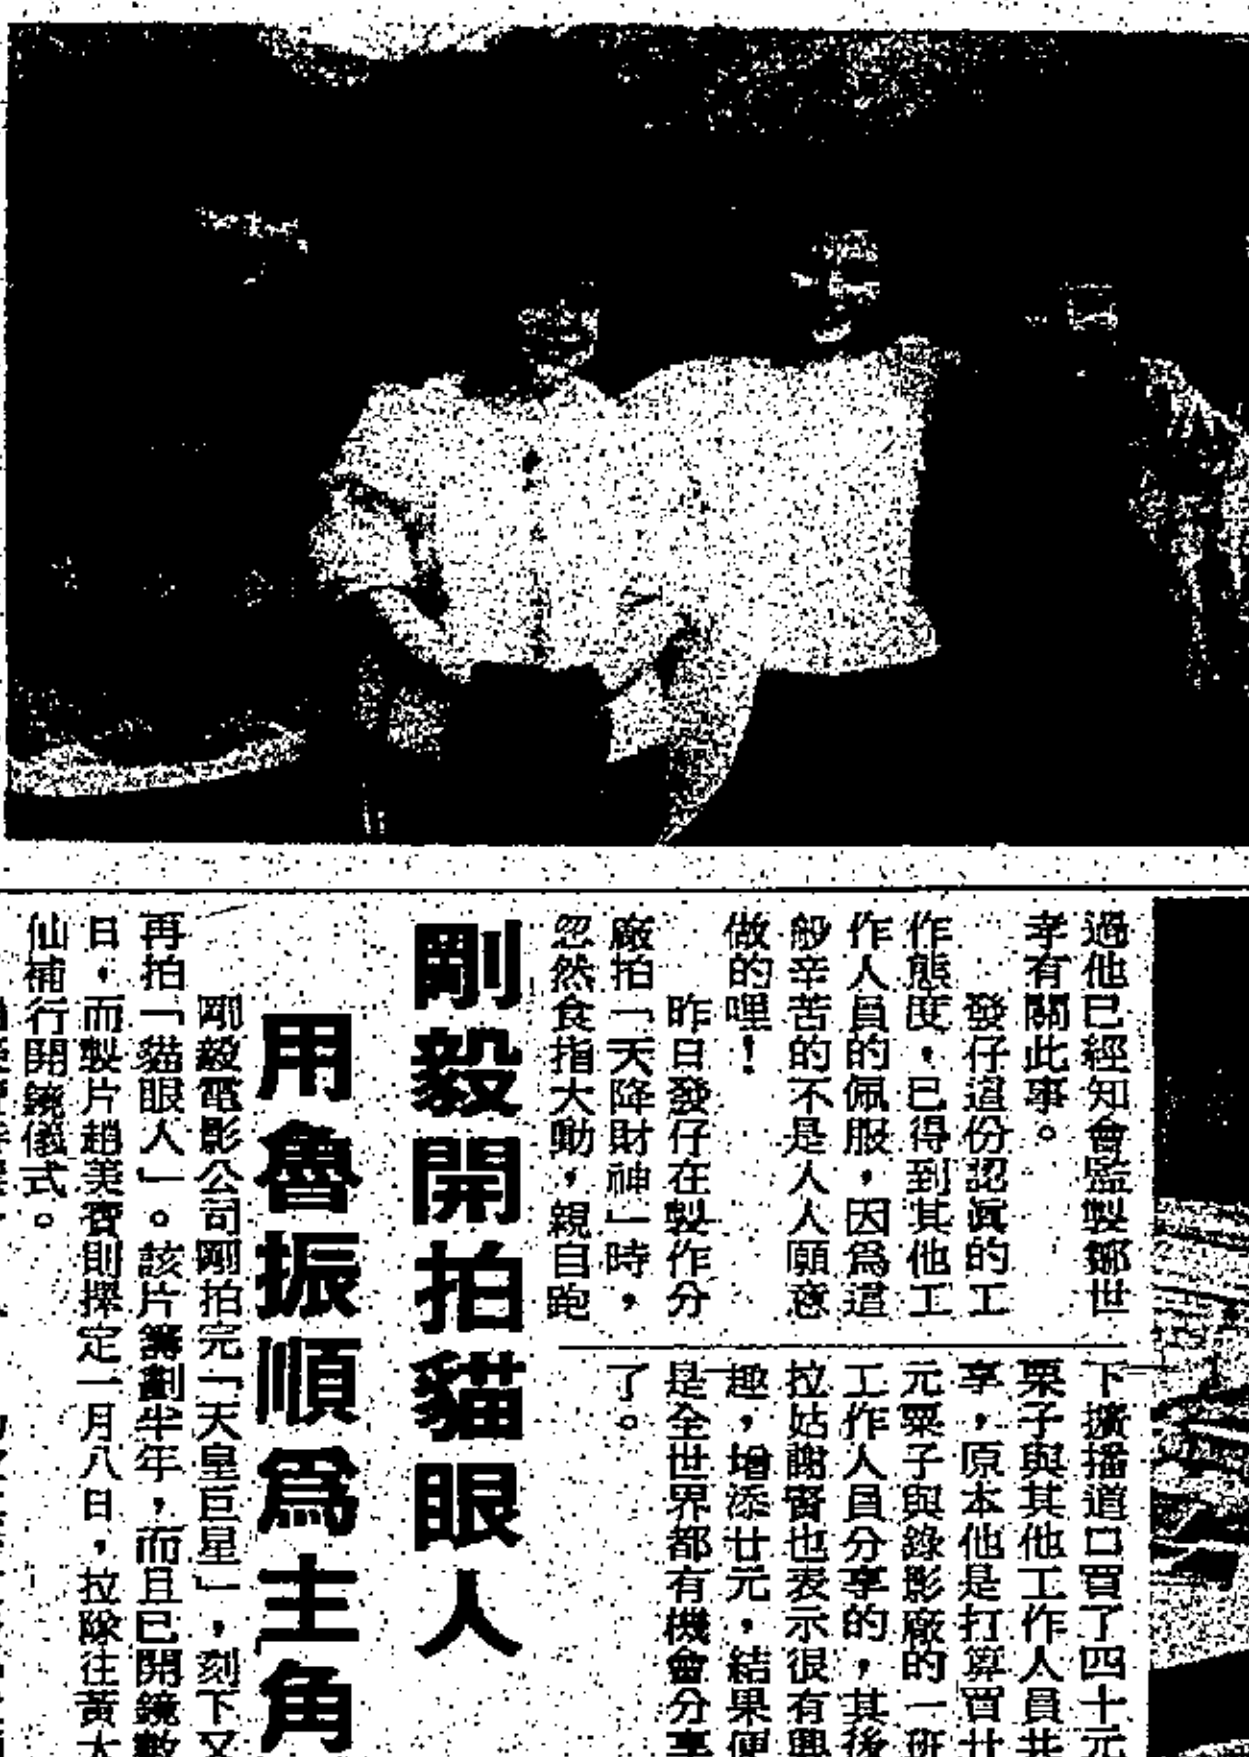 過他已經知會監製鄒世
孝有關此事。
發仔這份認眞的工
作態度，已得到其他工
作人員的佩服，因爲這
般辛苦的不是人人願意
做的哩！
昨日發仔在製作分
廠拍「天降財神」時，
忽然食指大動，親自跑
下擴播道口買了四十元
栗子與其他工作人員共
享，原本他是打算買廿
元栗子與錄影廠的一班
工作人員分享的，其後
拉姑謝寳也表示很有興
趣，增添廿元，結果便
是全世界都有機會分享
了。
剛毅開拍貓眼人
用魯振順爲主角
剛毅電影公司剛拍完「天皇巨星」，刻下又
再拍「貓眼人」。該片籌劃半年，而且已開鏡數
日，而製片趙美寶則擇定一月八日，拉隊往黃大
仙補行開鏡儀式。